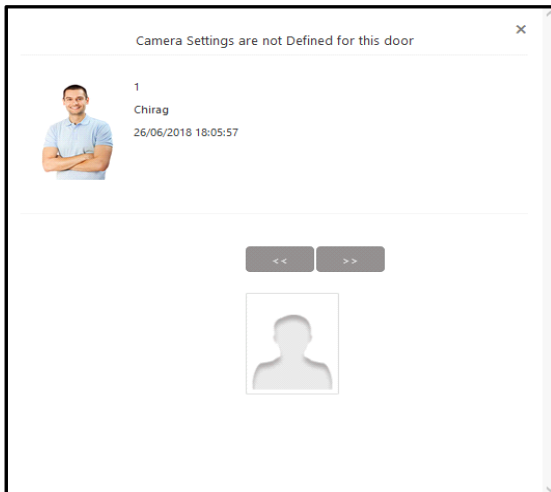 Camera Settings are not Defined for this door
×
1
Chirag
26/06/2018 18:05:57
<< >>